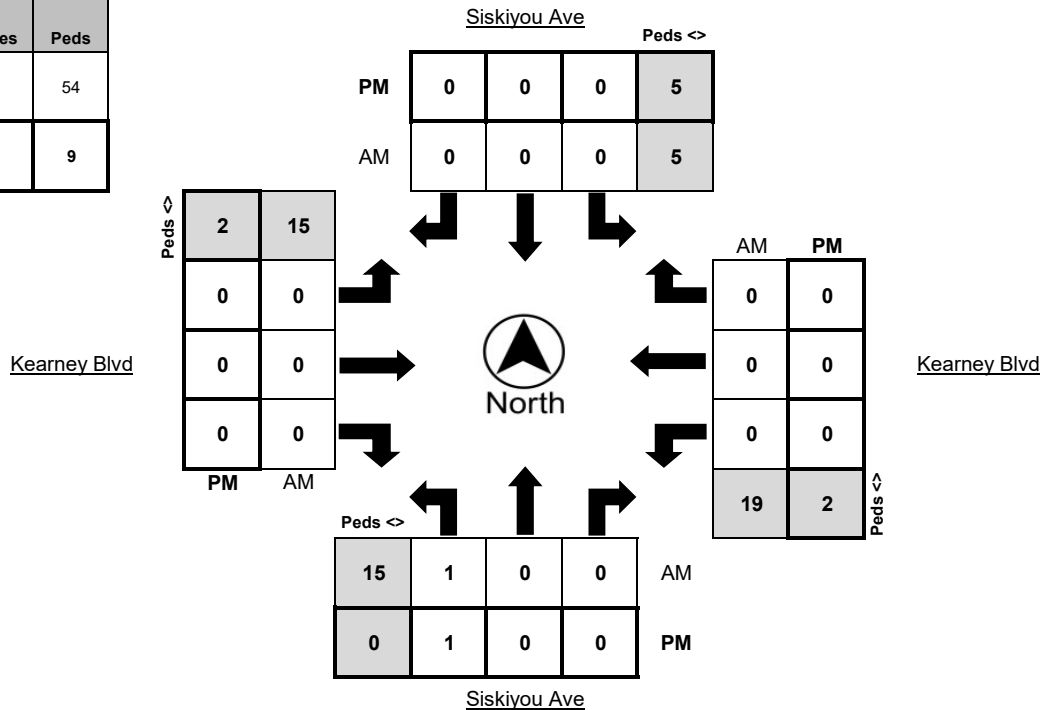 Siskiyou Ave
Peds <>
Peds
54
9
PM 0 0 0 5
AM 0 0 0 5
Peds <>
2 15
0 0
0 0
0 0
PM AM
Kearney Blvd
North
AM PM
0 0
0 0
0 0
19 2
Peds <>
Kearney Blvd
Peds <>
15 1 0 0 AM
0 1 0 0 PM
Siskiyou Ave